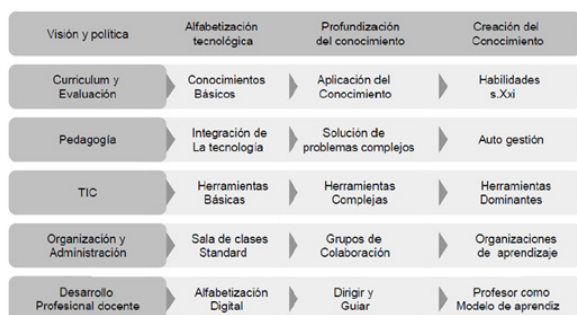 Visión y política
Alfabetización
tecnológica
Profundización
del conocimiento
Creación del
Conocimiento
Curriculum y
Evaluación
Conocimientos
Básicos
Aplicación del
Conocimiento
Habilidades
s.Xxi
Pedagogía
Integración de
La tecnología
Solución de
problemas complejos
Auto gestión
TIC
Herramientas
Básicas
Herramientas
Complejas
Herramientas
Dominantes
Organización y
Administración
Sala de clases
Standard
Grupos de
Colaboración
Organizaciones
de aprendizaje
Desarrollo
Profesional docente
Alfabetización
Digital
Dirigir y
Guiar
Profesor como
Modelo de aprendiz